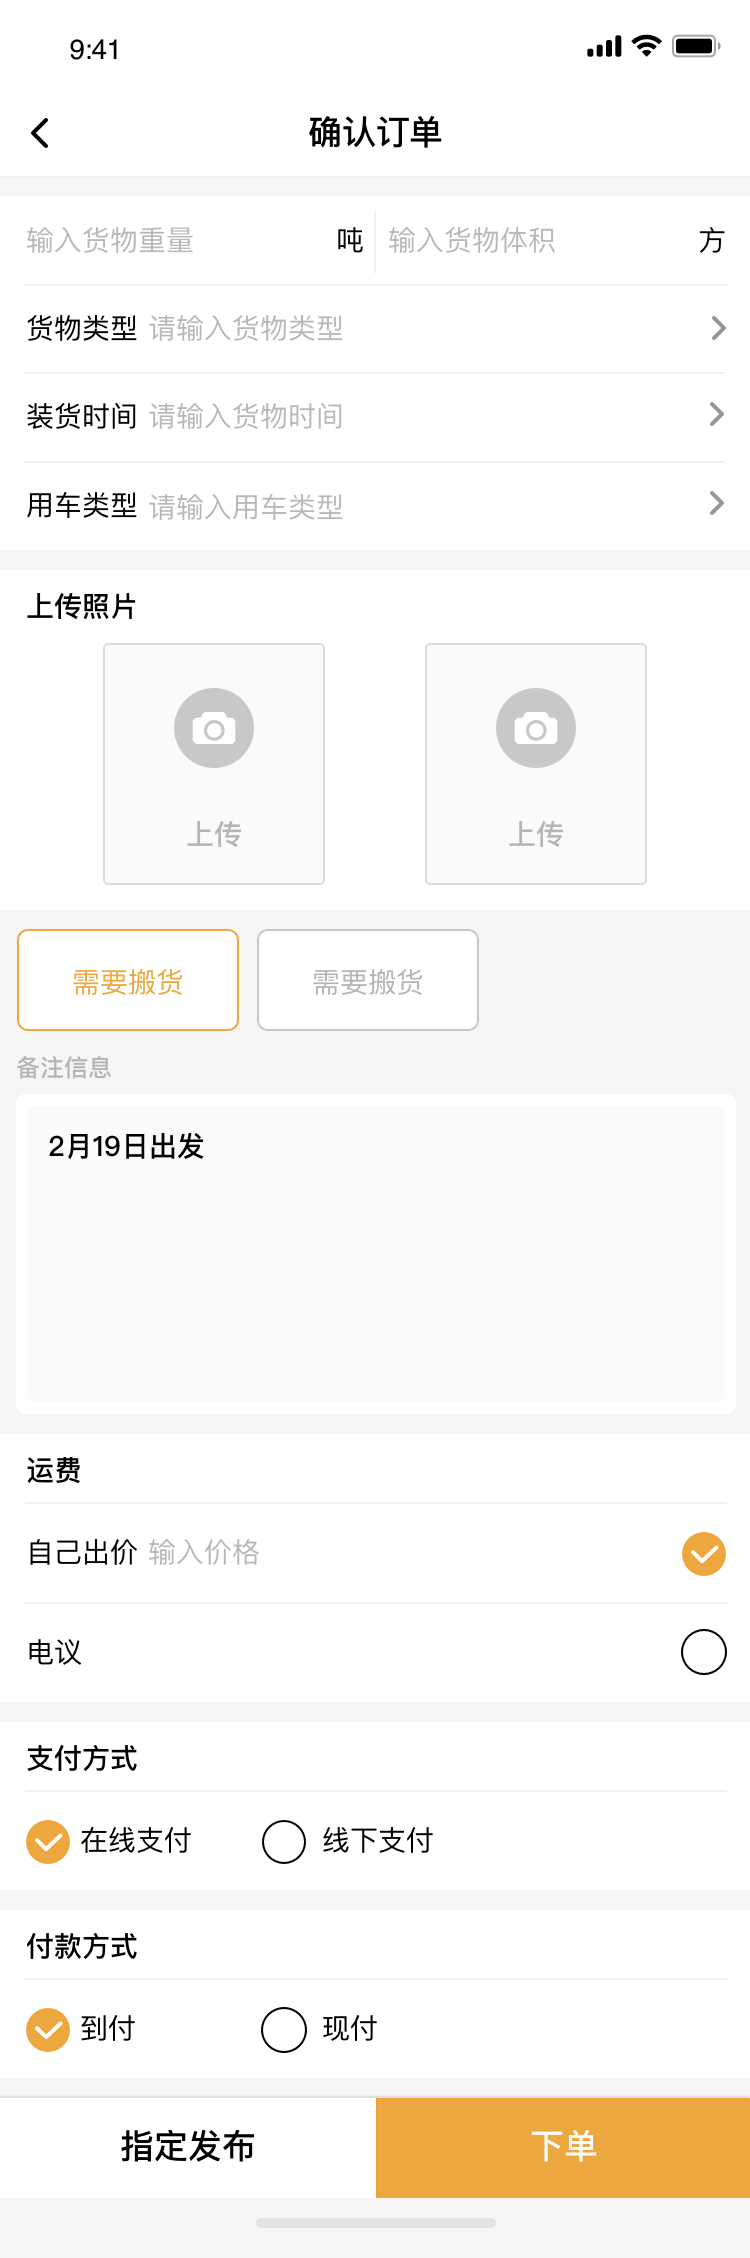 9:41
确认订单
输入货物重量 吨 输入货物体积 方
货物类型 请输入货物类型
装货时间 请输入货物时间
用车类型 请输入用车类型
上传照片
上传 上传
需要搬货 需要搬货
备注信息
2月19日出发
运费
自己出价 输入价格
电议
支付方式
在线支付 线下支付
付款方式
到付 现付
指定发布 下单